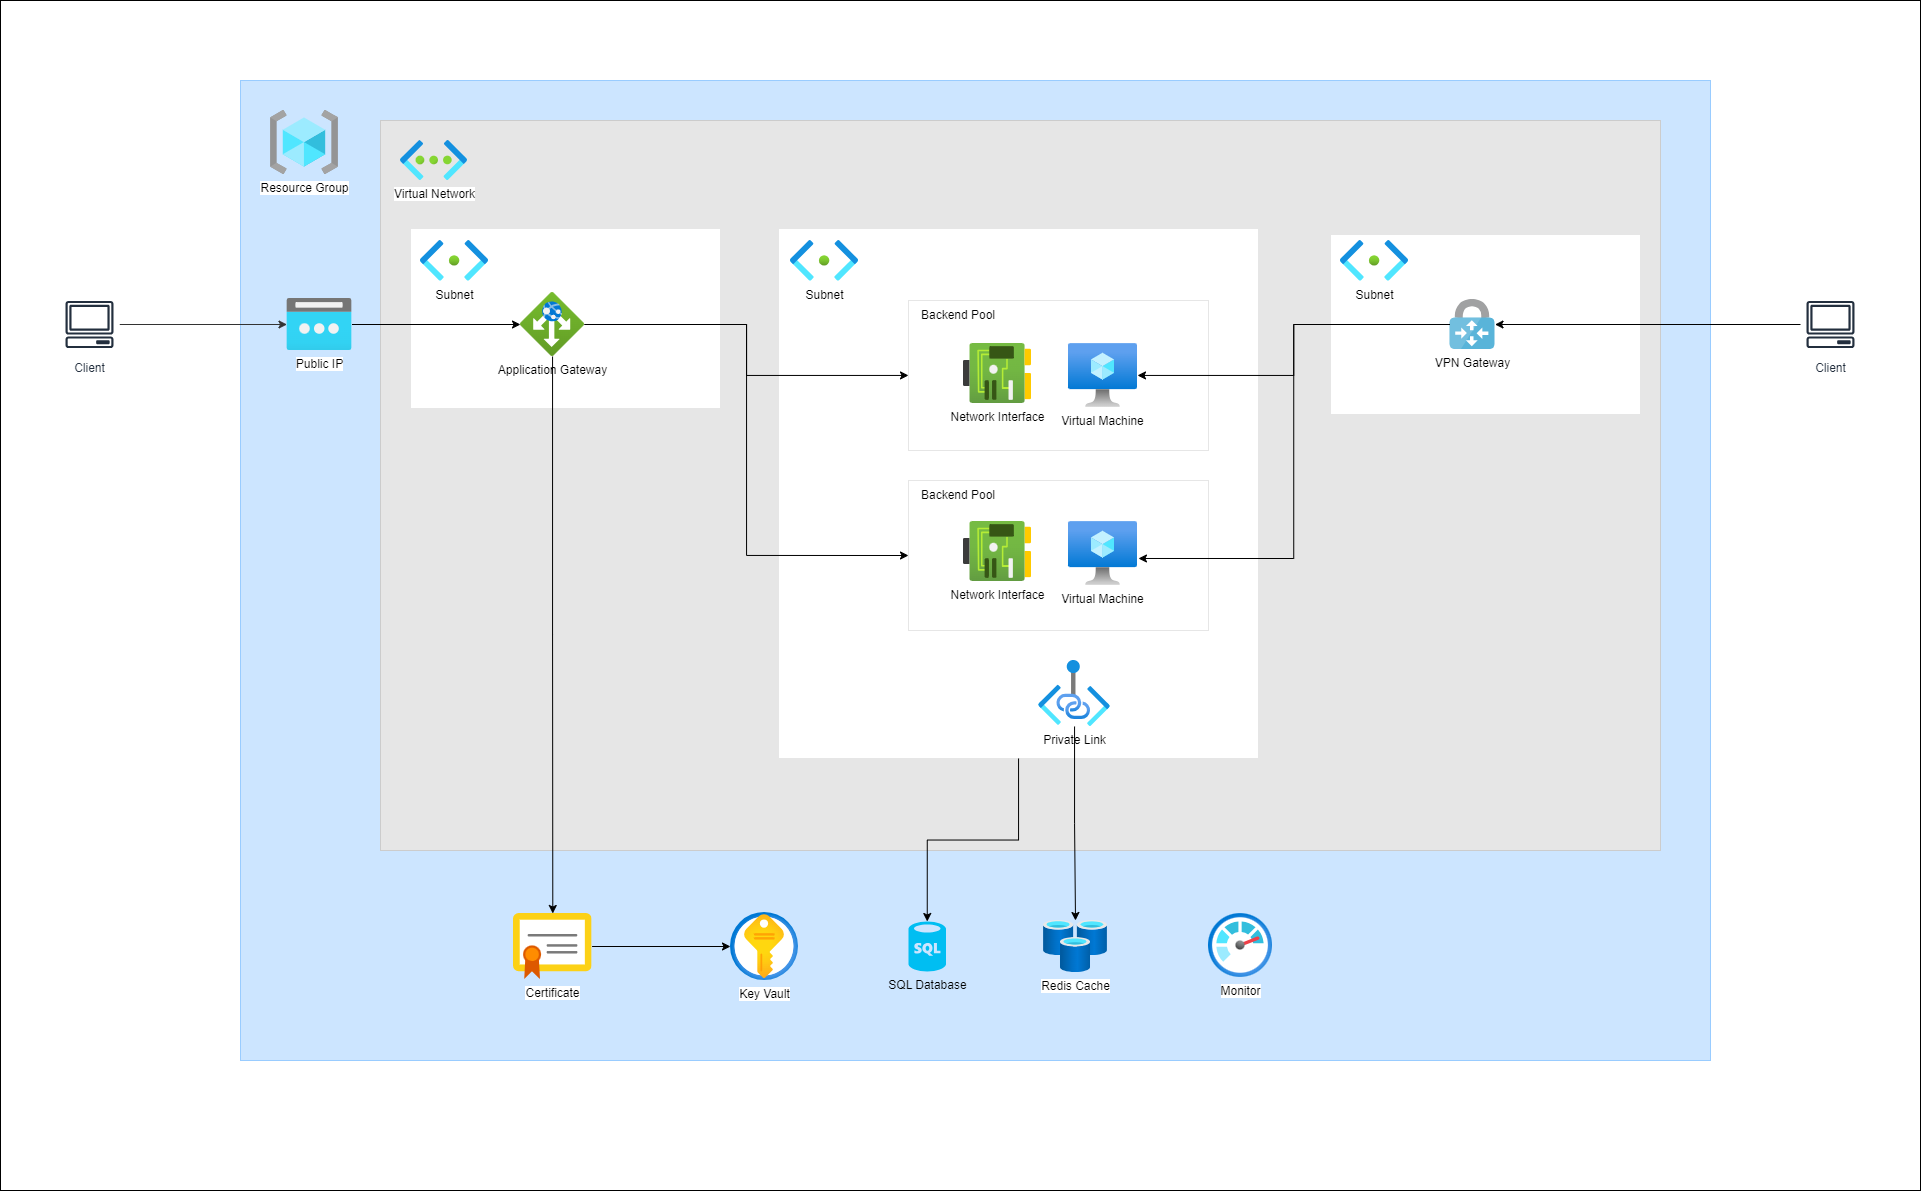 Resource Group
Virtual Network
Subnet
Subnet
Subnet
Client
Public IP
Application Gateway
Backend Pool
Network Interface
Virtual Machine
VPN Gateway
Client
Backend Pool
Network Interface
Virtual Machine
Private Link
Certificate
Key Vault
SQL
SQL Database
Redis Cache
Monitor